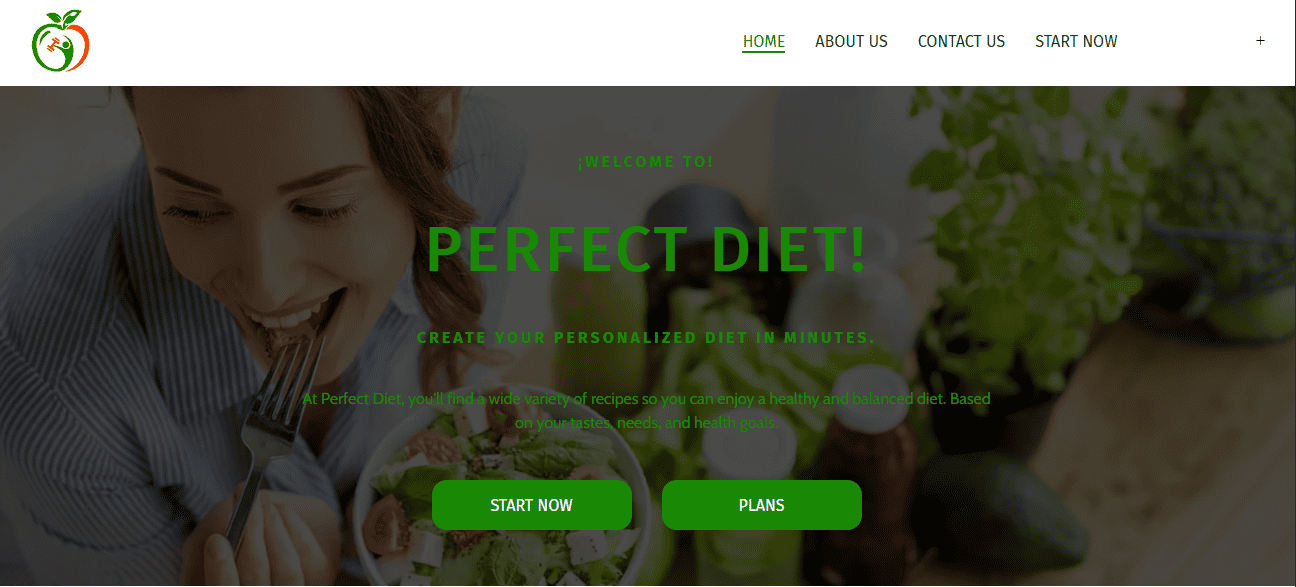 HOME ABOUT US CONTACT US START NOW +
¡WELCOME TO!
PERFECT DIET!
CREATE YOUR PERSONALIZED DIET IN MINUTES.
At Perfect Diet, you'll find a wide variety of recipes so you can enjoy a healthy and balanced diet. Based
on your tastes, needs, and health goals.
START NOW PLANS